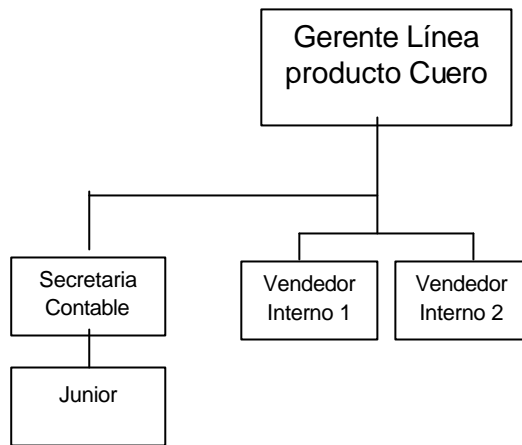 Gerente Línea
producto Cuero
Secretaria
Contable
Vendedor
Interno 1
Vendedor
Interno 2
Junior